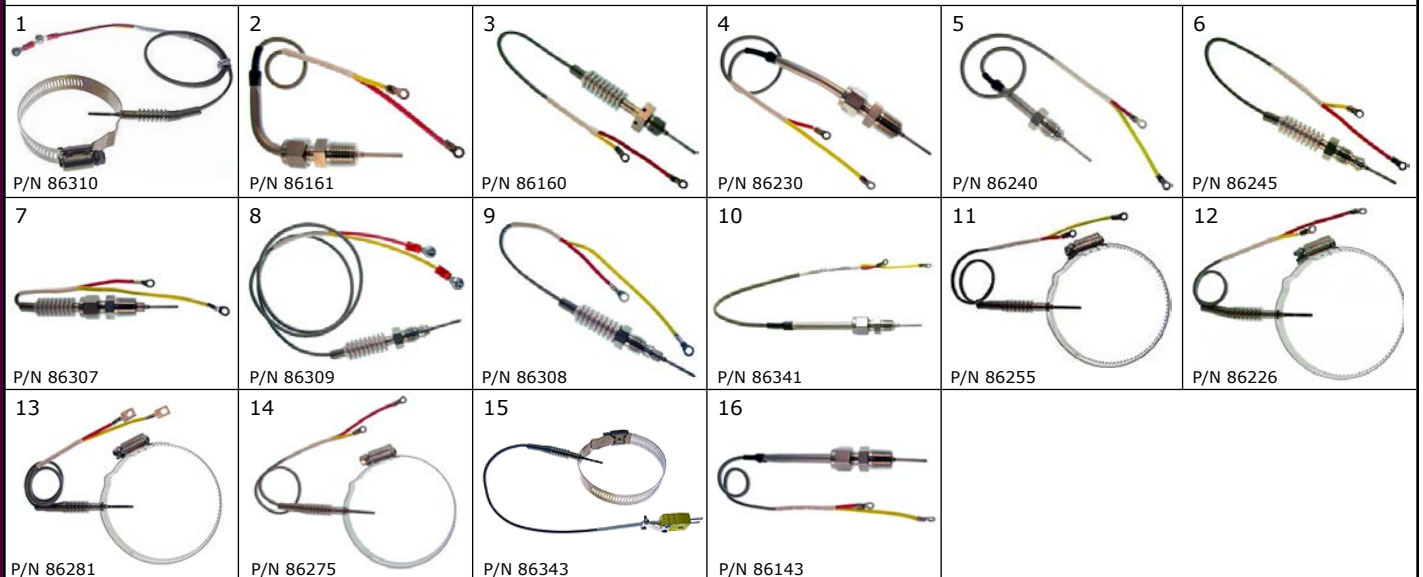 1
P/N 86310
2
P/N 86161
3
P/N 86160
4
P/N 86230
5
P/N 86240
6
P/N 86245
7
P/N 86307
8
P/N 86309
9
P/N 86308
10
P/N 86341
11
P/N 86255
12
P/N 86226
13
P/N 86281
14
P/N 86275
15
P/N 86343
16
P/N 86143